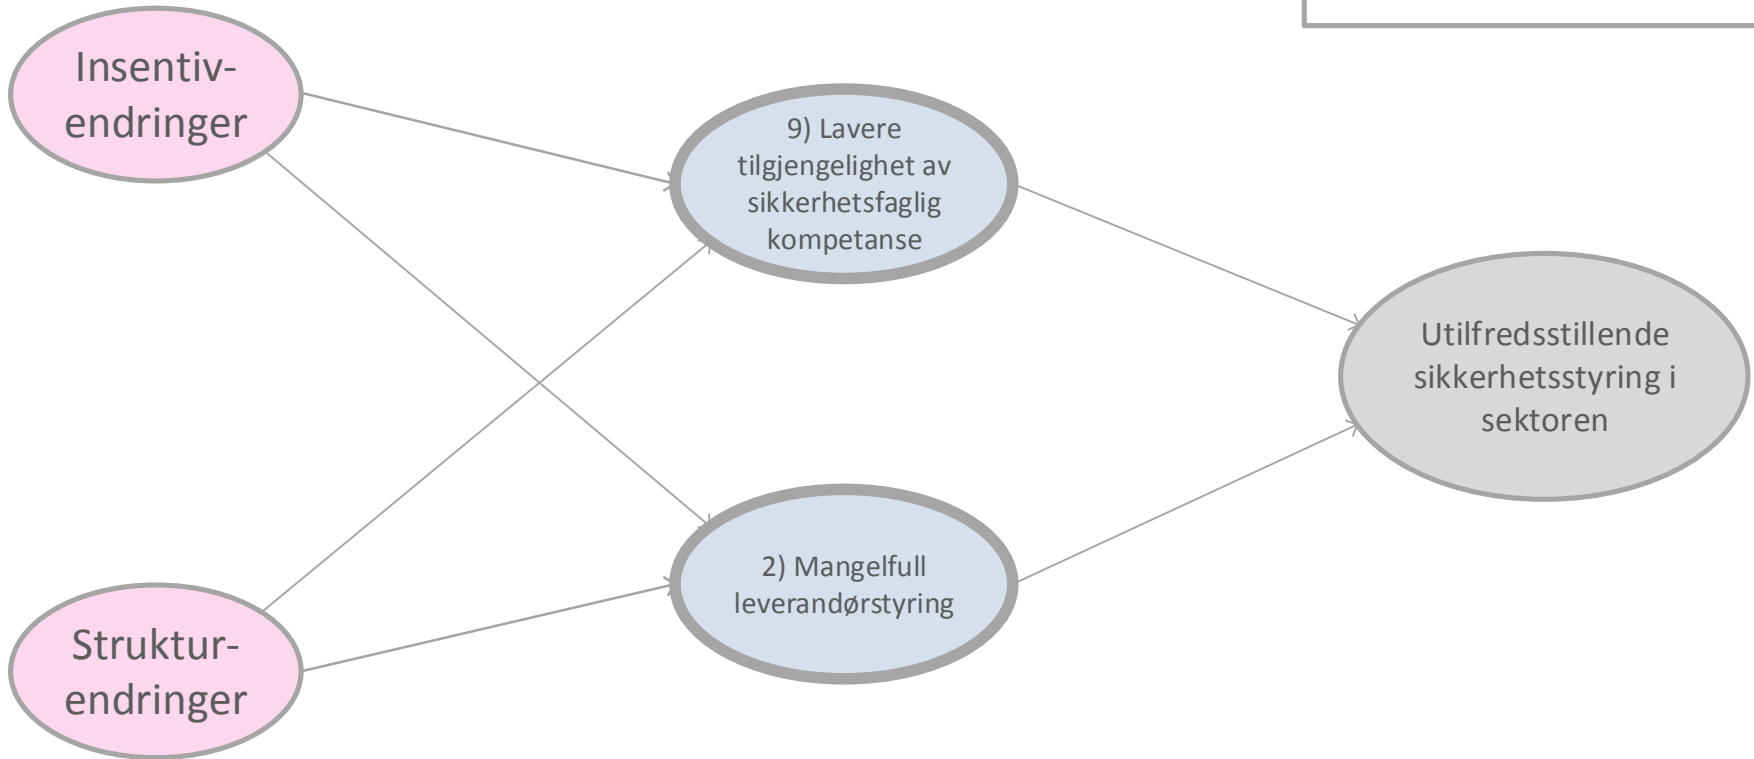 Insentiv-
endringer
9) Lavere
tilgjengelighet av
sikkerhetsfaglig
kompetanse
Utilfredsstillende
sikkerhetsstyring i
sektoren
2) Mangelfull
leverandørstyring
Struktur-
endringer